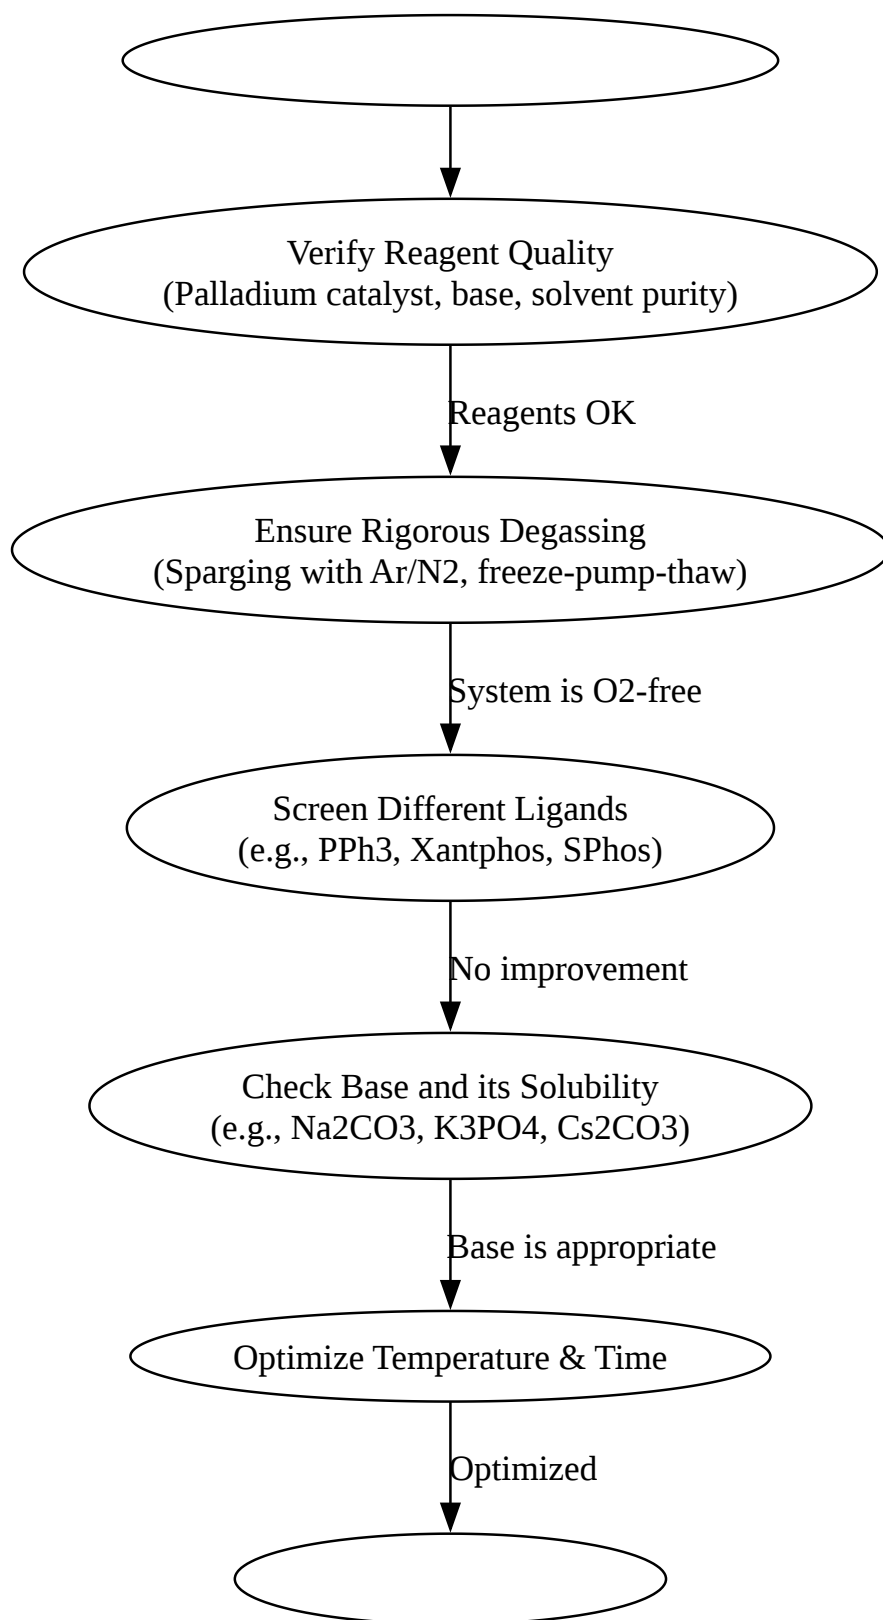 Verify Reagent Quality
(Palladium catalyst, base, solvent purity)
Reagents OK
Ensure Rigorous Degassing
(Sparging with Ar/N2, freeze-pump-thaw)
System is O2-free
Screen Different Ligands
(e.g., PPh3, Xantphos, SPhos)
No improvement
Check Base and its Solubility
(e.g., Na2CO3, K3PO4, Cs2CO3)
Base is appropriate
Optimize Temperature & Time
Optimized